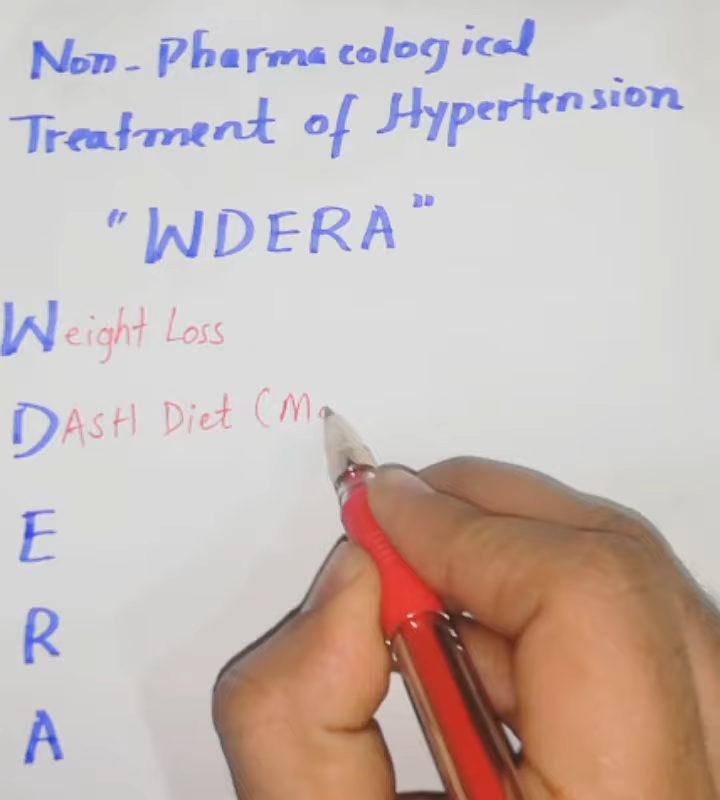 Non-Pharmacological
Treatment of Hypertension
"WDERA"
Weight Loss
DASH Diet (M
E
R
A